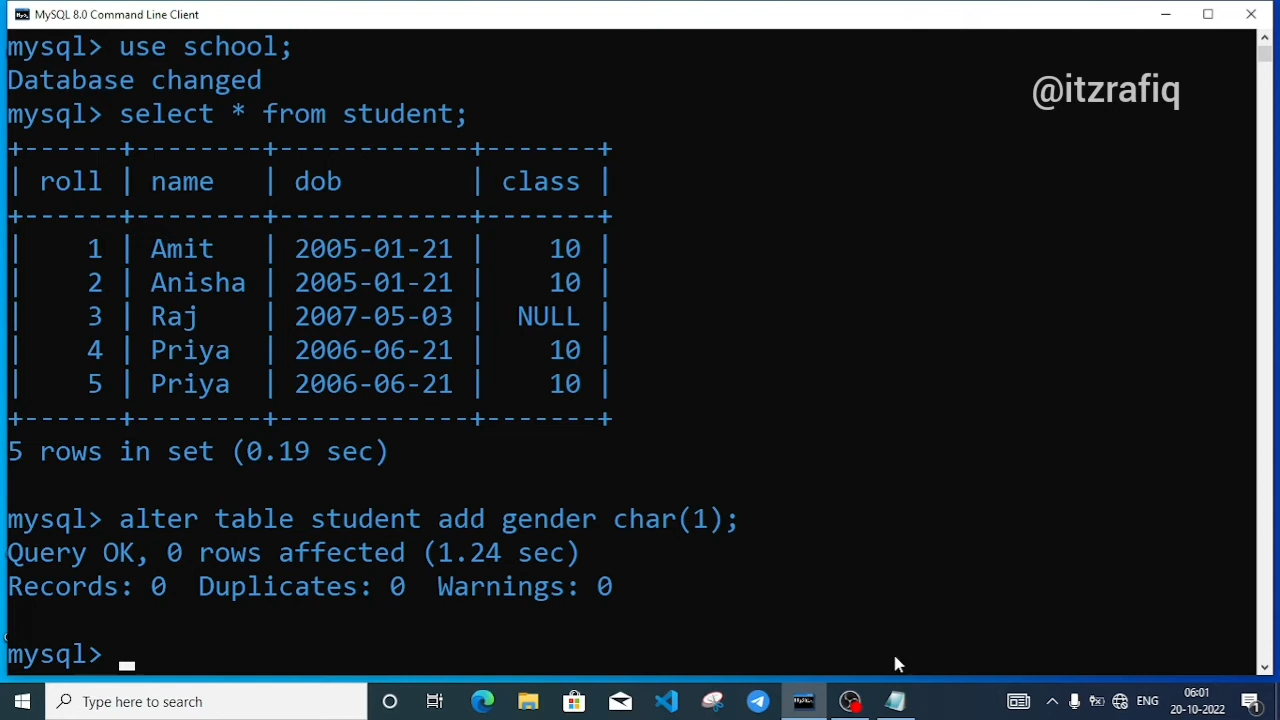 MySQL 8.0 Command Line Client
mysql> use school;
Database changed
@itzrafiq
mysql> select * from student;
+------+--------+------------+-------+
| roll | name   | dob        | class |
+------+--------+------------+-------+
|    1 | Amit   | 2005-01-21 |    10 |
|    2 | Anisha | 2005-01-21 |    10 |
|    3 | Raj    | 2007-05-03 |  NULL |
|    4 | Priya  | 2006-06-21 |    10 |
|    5 | Priya  | 2006-06-21 |    10 |
+------+--------+------------+-------+
5 rows in set (0.19 sec)
mysql> alter table student add gender char(1);
Query OK, 0 rows affected (1.24 sec)
Records: 0  Duplicates: 0  Warnings: 0
mysql>
Type here to search
ENG
06:01
20-10-2022
1